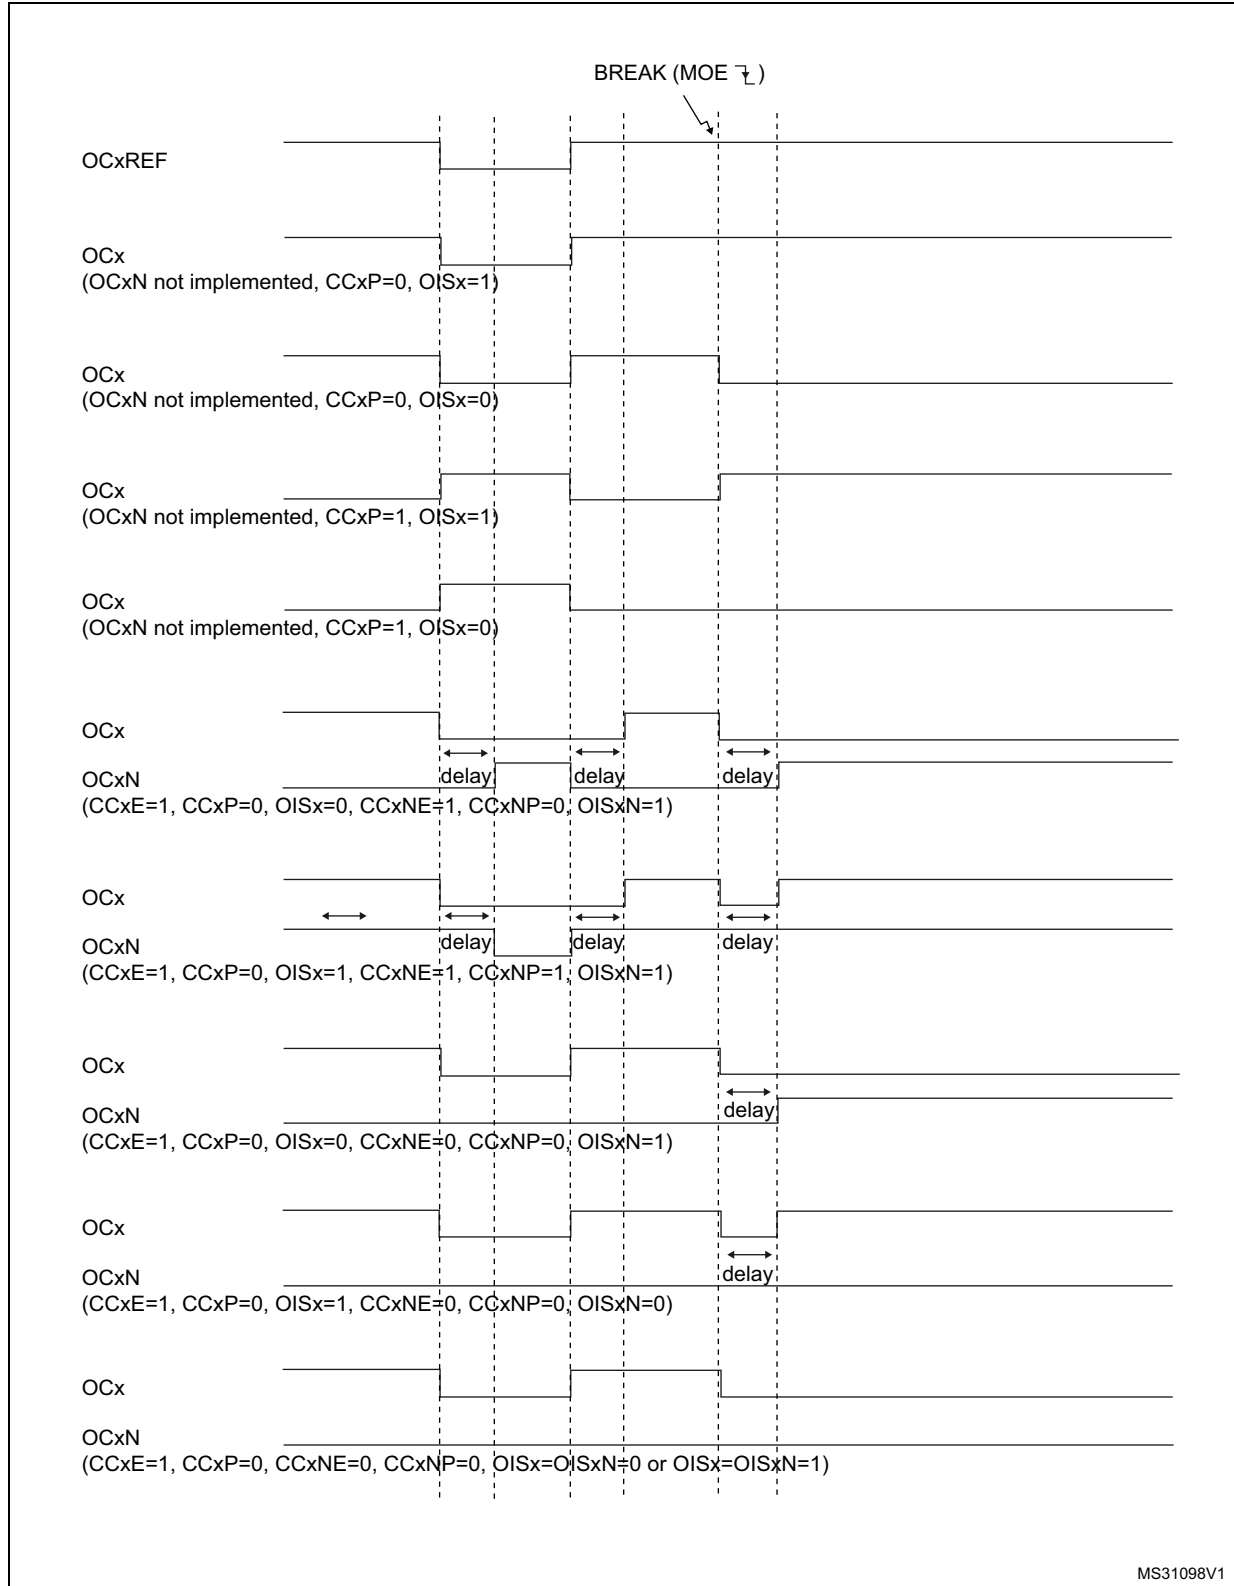 BREAK (MOE )
OCxREF
OCx
(OCxN not implemented, CCxP=0, OISx=1)
OCx
(OCxN not implemented, CCxP=0, OISx=0)
OCx
(OCxN not implemented, CCxP=1, OISx=1)
OCx
(OCxN not implemented, CCxP=1, OISx=0)
OCx
OCxN
delay
delay
delay
(CCxE=1, CCxP=0, OISx=0, CCxNE=1, CCxNP=0, OISxN=1)
OCx
OCxN
delay
delay
delay
(CCxE=1, CCxP=0, OISx=1, CCxNE=1, CCxNP=1, OISxN=1)
OCx
OCxN
delay
(CCxE=1, CCxP=0, OISx=0, CCxNE=0, CCxNP=0, OISxN=1)
OCx
OCxN
delay
(CCxE=1, CCxP=0, OISx=1, CCxNE=0, CCxNP=0, OISxN=0)
OCx
OCxN
(CCxE=1, CCxP=0, CCxNE=0, CCxNP=0, OISx=OISxN=0 or OISx=OISxN=1)
MS31098V1